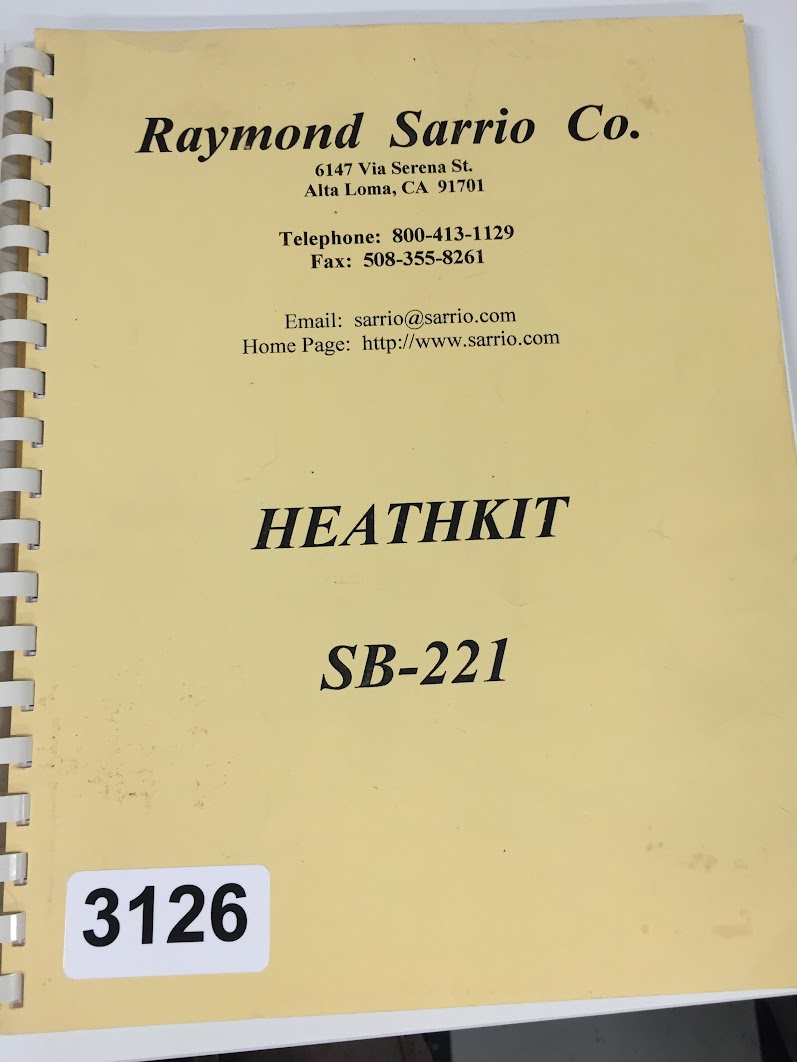 Raymond Sarrio Co.
6147 Via Serena St.
Alta Loma, CA 91701
Telephone: 800-413-1129
Fax: 508-355-8261
Email: sarrio@sarrio.com
Home Page: http://www.sarrio.com
HEATHKIT
SB-221
3126